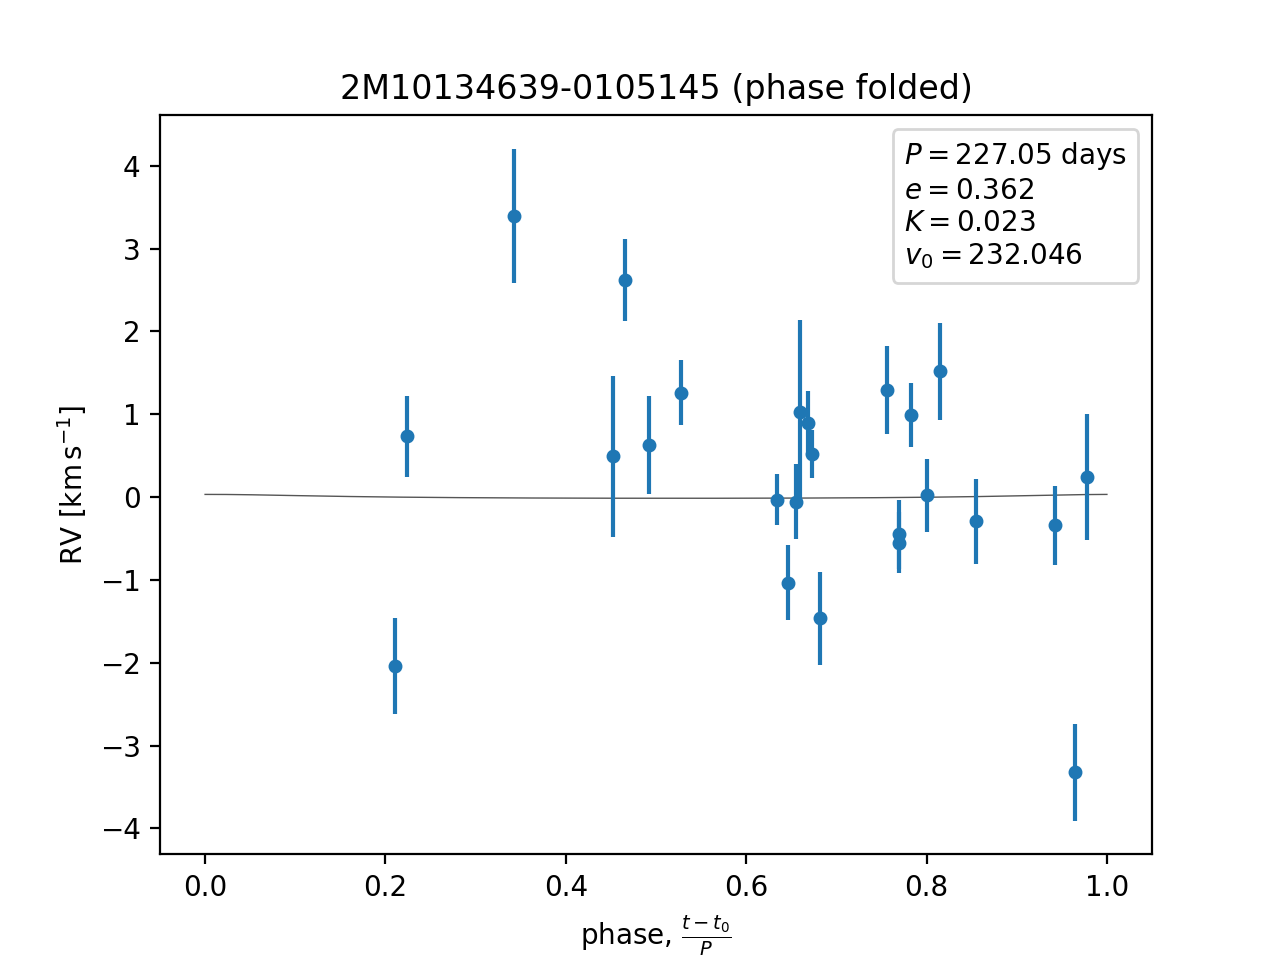 2M10134639-0105145 (phase folded)
P = 227.05 days
e = 0.362
K = 0.023
v₀ = 232.046
4
3
2
1
0
−1
−2
−3
−4
RV [km s⁻¹]
0.0 0.2 0.4 0.6 0.8 1.0
phase, (t − t₀)/P